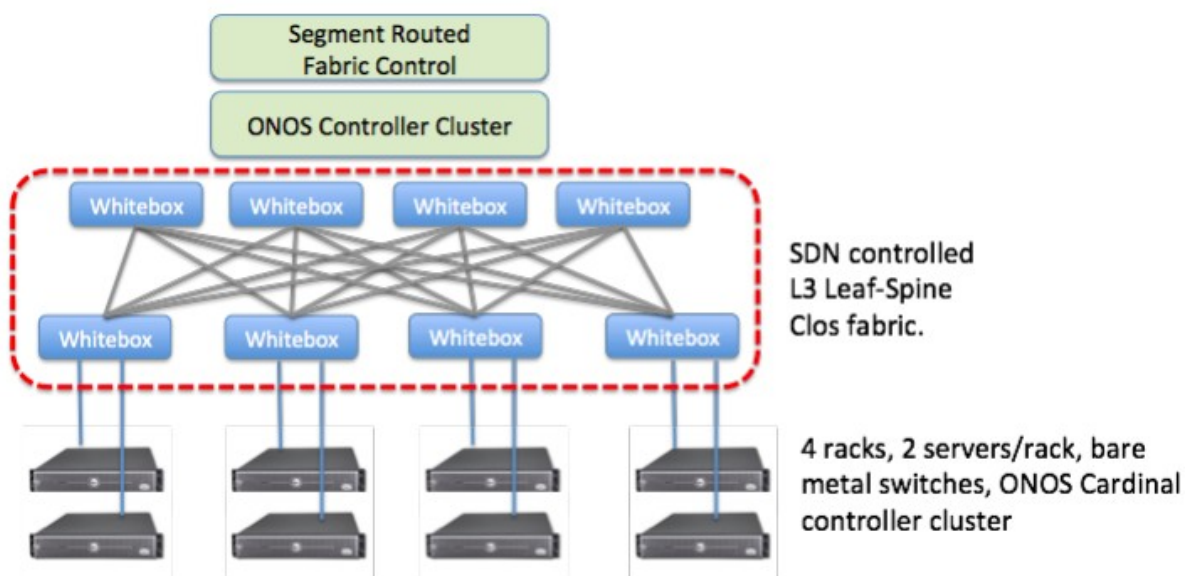 Segment Routed
Fabric Control
ONOS Controller Cluster
Whitebox Whitebox Whitebox Whitebox
SDN controlled
L3 Leaf-Spine
Clos fabric.
Whitebox Whitebox Whitebox Whitebox
4 racks, 2 servers/rack, bare
metal switches, ONOS Cardinal
controller cluster